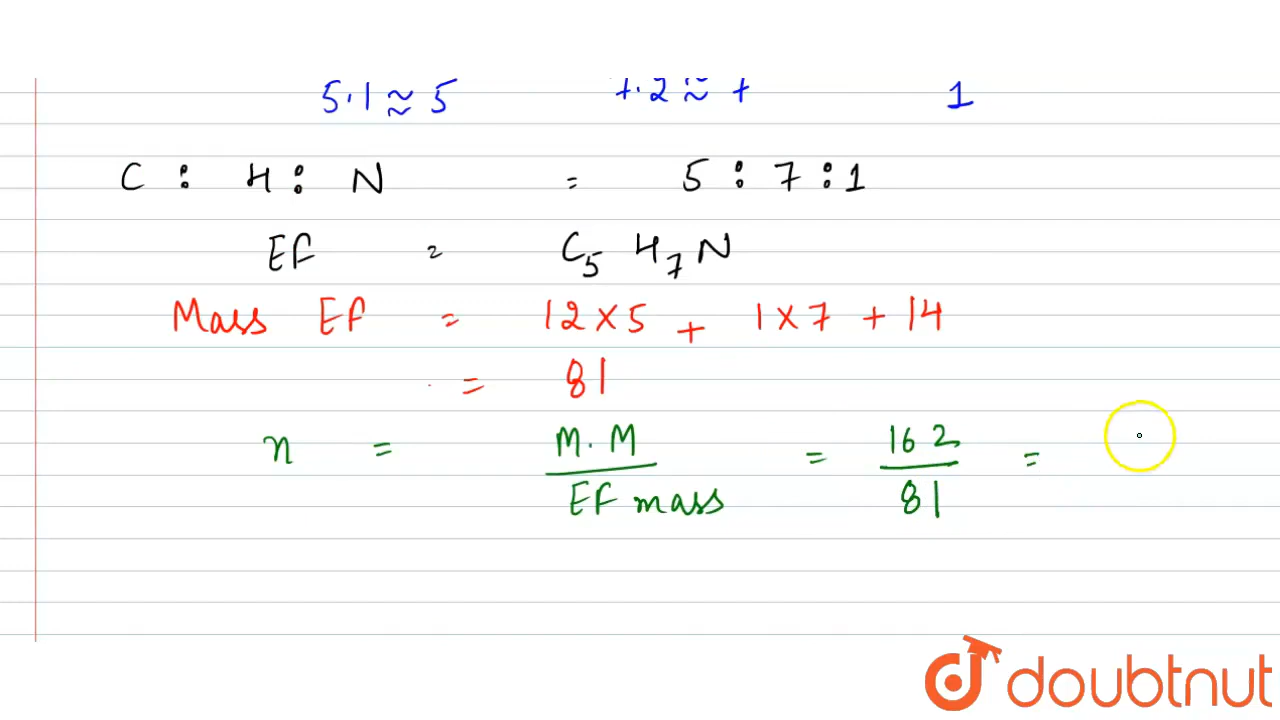 5.1 ≈ 5 7.2 ≈ 7 1
C : H : N = 5 : 7 : 1
EF = C₅ H₇ N
Mass EF = 12 × 5 + 1 × 7 + 14
= 81
n = M.M / EF mass = 162 / 81 =
doubtnut